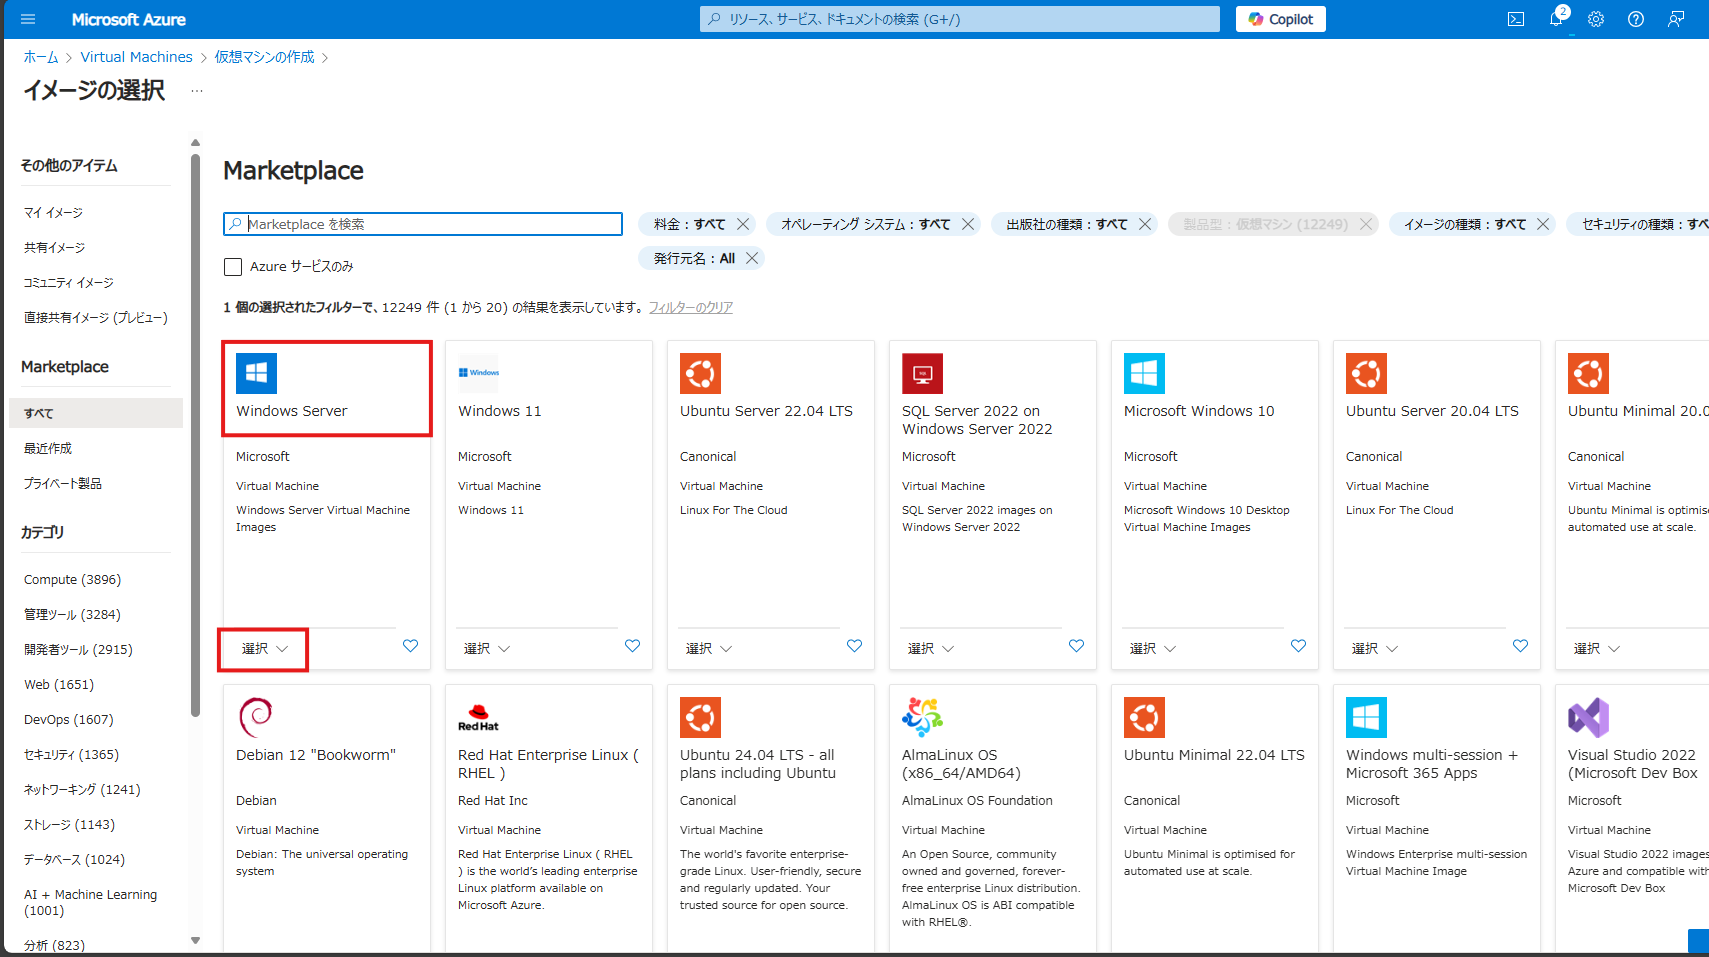 Microsoft Azure
リソース、サービス、ドキュメントの検索 (G+/)
Copilot
2
ホーム > Virtual Machines > 仮想マシンの作成 >
イメージの選択 ...
その他のアイテム
マイ イメージ
共有イメージ
コミュニティ イメージ
直接共有イメージ (プレビュー)
Marketplace
すべて
最近作成
プライベート製品
カテゴリ
Compute (3896)
管理ツール (3284)
開発者ツール (2915)
Web (1651)
DevOps (1607)
セキュリティ (1365)
ネットワーキング (1241)
ストレージ (1143)
データベース (1024)
AI + Machine Learning
(1001)
分析 (823)
Marketplace
Marketplace を検索
料金 : すべて
オペレーティング システム : すべて
出版社の種類 : すべて
製品型 : 仮想マシン (12249)
イメージの種類 : すべて
セキュリティの種類 : すべ
発行元名 : All
Azure サービスのみ
1 個の選択されたフィルターで、12249 件 (1 から 20) の結果を表示しています。 フィルターのクリア
Windows Server
Microsoft
Virtual Machine
Windows Server Virtual Machine
Images
選択
Windows
Windows 11
Microsoft
Virtual Machine
Windows 11
選択
Ubuntu Server 22.04 LTS
Canonical
Virtual Machine
Linux For The Cloud
選択
SQL
SQL Server 2022 on
Windows Server 2022
Microsoft
Virtual Machine
SQL Server 2022 images on
Windows Server 2022
選択
Microsoft Windows 10
Microsoft
Virtual Machine
Microsoft Windows 10 Desktop
Virtual Machine Images
選択
Ubuntu Server 20.04 LTS
Canonical
Virtual Machine
Linux For The Cloud
選択
Ubuntu Minimal 20.0
Canonical
Virtual Machine
Ubuntu Minimal is optimis
automated use at scale.
選択
Debian 12 "Bookworm"
Debian
Virtual Machine
Debian: The universal operating
system
Red Hat
Red Hat Enterprise Linux (
RHEL )
Red Hat Inc
Virtual Machine
Red Hat Enterprise Linux ( RHEL
) is the world's leading enterprise
Linux platform available on
Microsoft Azure.
Ubuntu 24.04 LTS - all
plans including Ubuntu
Canonical
Virtual Machine
The world's favorite enterprise-
grade Linux. User-friendly, secure
and regularly updated. Your
trusted source for open source.
AlmaLinux OS
(x86_64/AMD64)
AlmaLinux OS Foundation
Virtual Machine
An Open Source, community
owned and governed, forever-
free enterprise Linux distribution.
AlmaLinux OS is ABI compatible
with RHEL®.
Ubuntu Minimal 22.04 LTS
Canonical
Virtual Machine
Ubuntu Minimal is optimised for
automated use at scale.
Windows multi-session +
Microsoft 365 Apps
Microsoft
Virtual Machine
Windows Enterprise multi-session
Virtual Machine Image
Visual Studio 2022
(Microsoft Dev Box
Microsoft
Virtual Machine
Visual Studio 2022 images
Azure and compatible with
Microsoft Dev Box